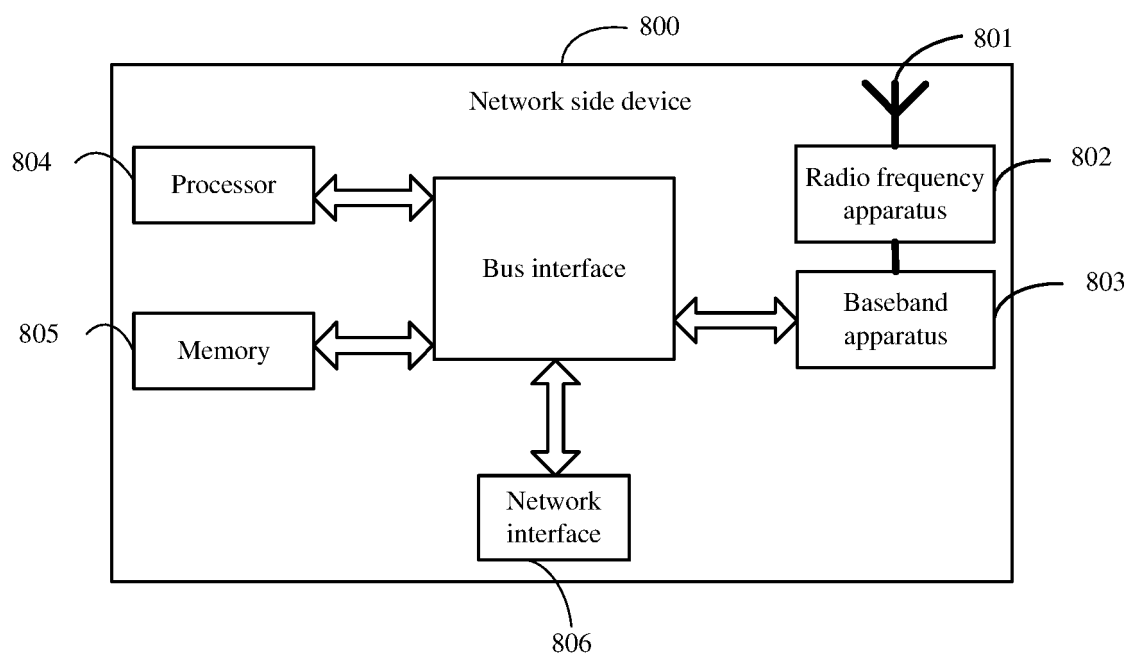 800
801
Network side device
804
Processor
802
Radio frequency
apparatus
Bus interface
803
Baseband
apparatus
805
Memory
Network
interface
806